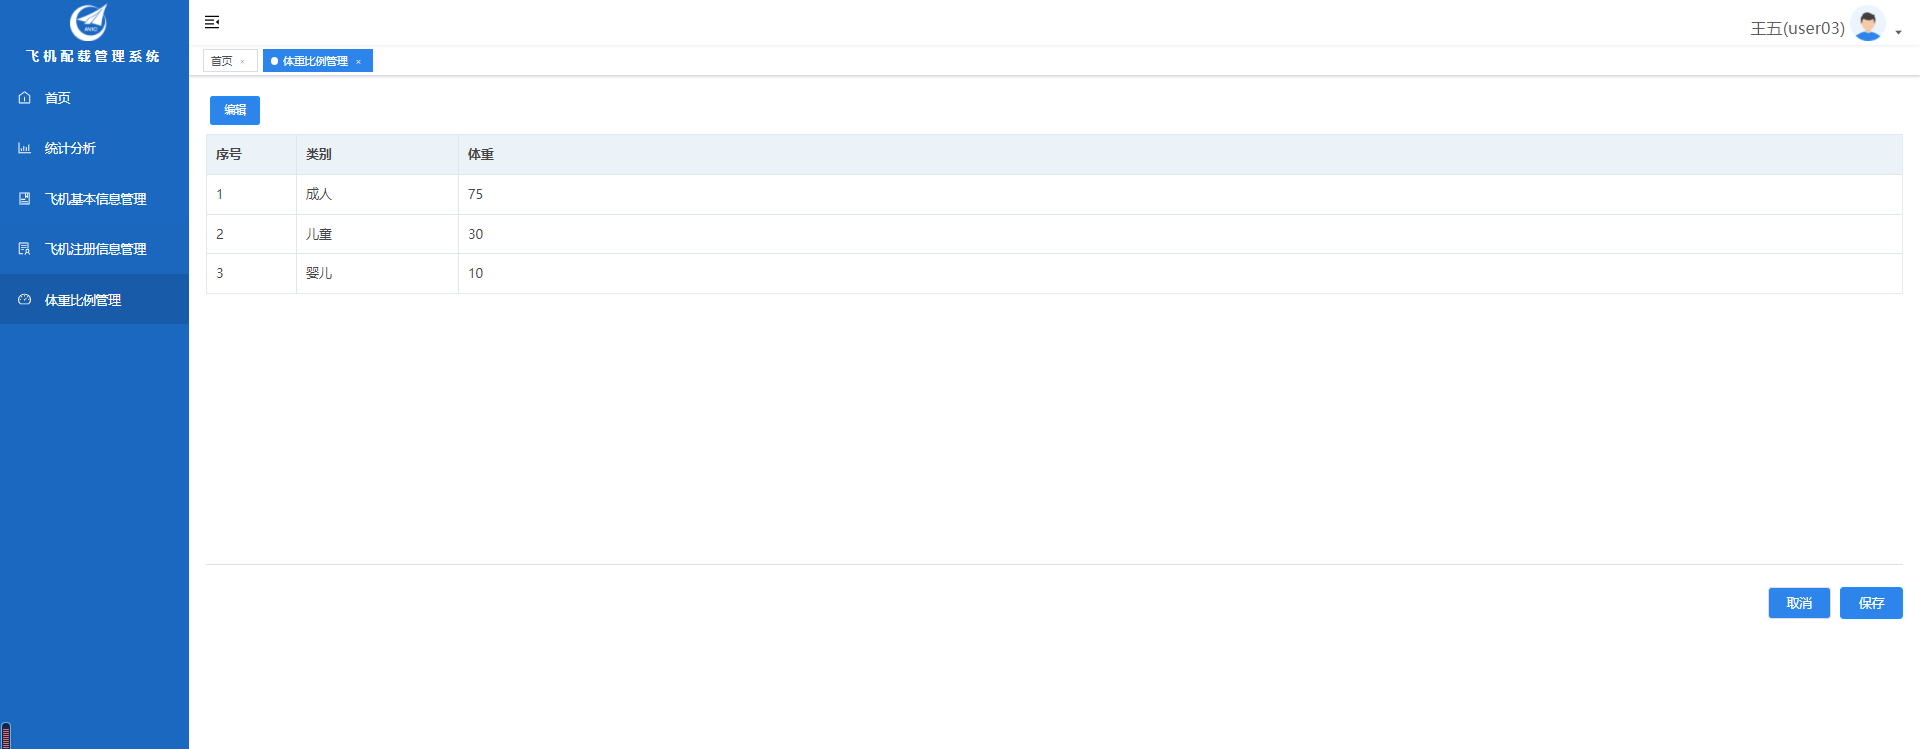 飞机配载管理系统
首页
统计分析
飞机基本信息管理
飞机注册信息管理
体重比例管理
王五(user03)
首页 ×
体重比例管理 ×
编辑
序号 类别 体重
1 成人 75
2 儿童 30
3 婴儿 10
取消 保存